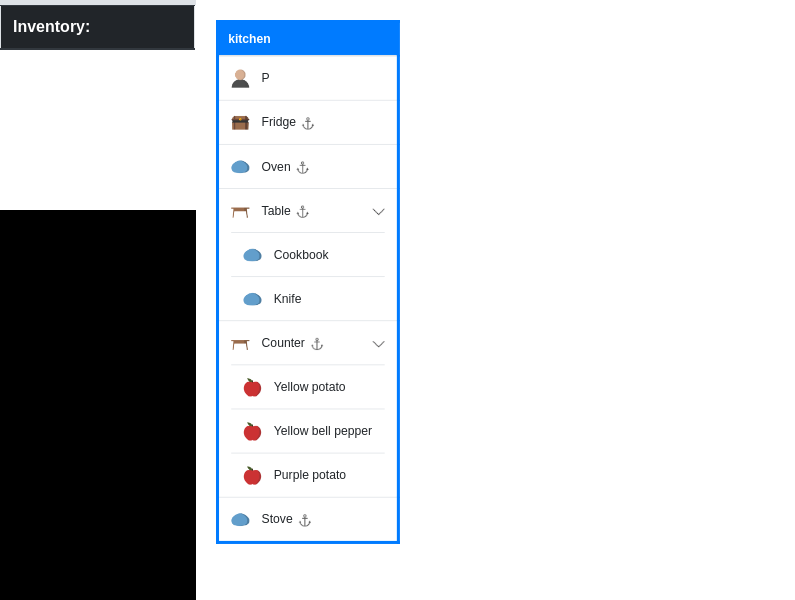 Inventory:
kitchen
P
Fridge
Oven
Table
Cookbook
Knife
Counter
Yellow potato
Yellow bell pepper
Purple potato
Stove